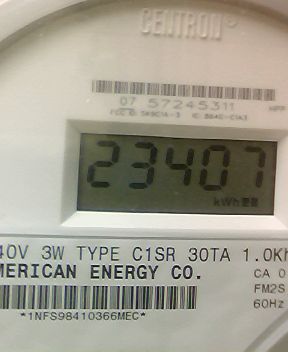 CENTRON
07 57245311
23407
kWh
40V 3W TYPE C1SR 30TA 1.0Kh
MERICAN ENERGY CO.
CA 0
FM2S
60Hz
*1NFS98410366MEC*